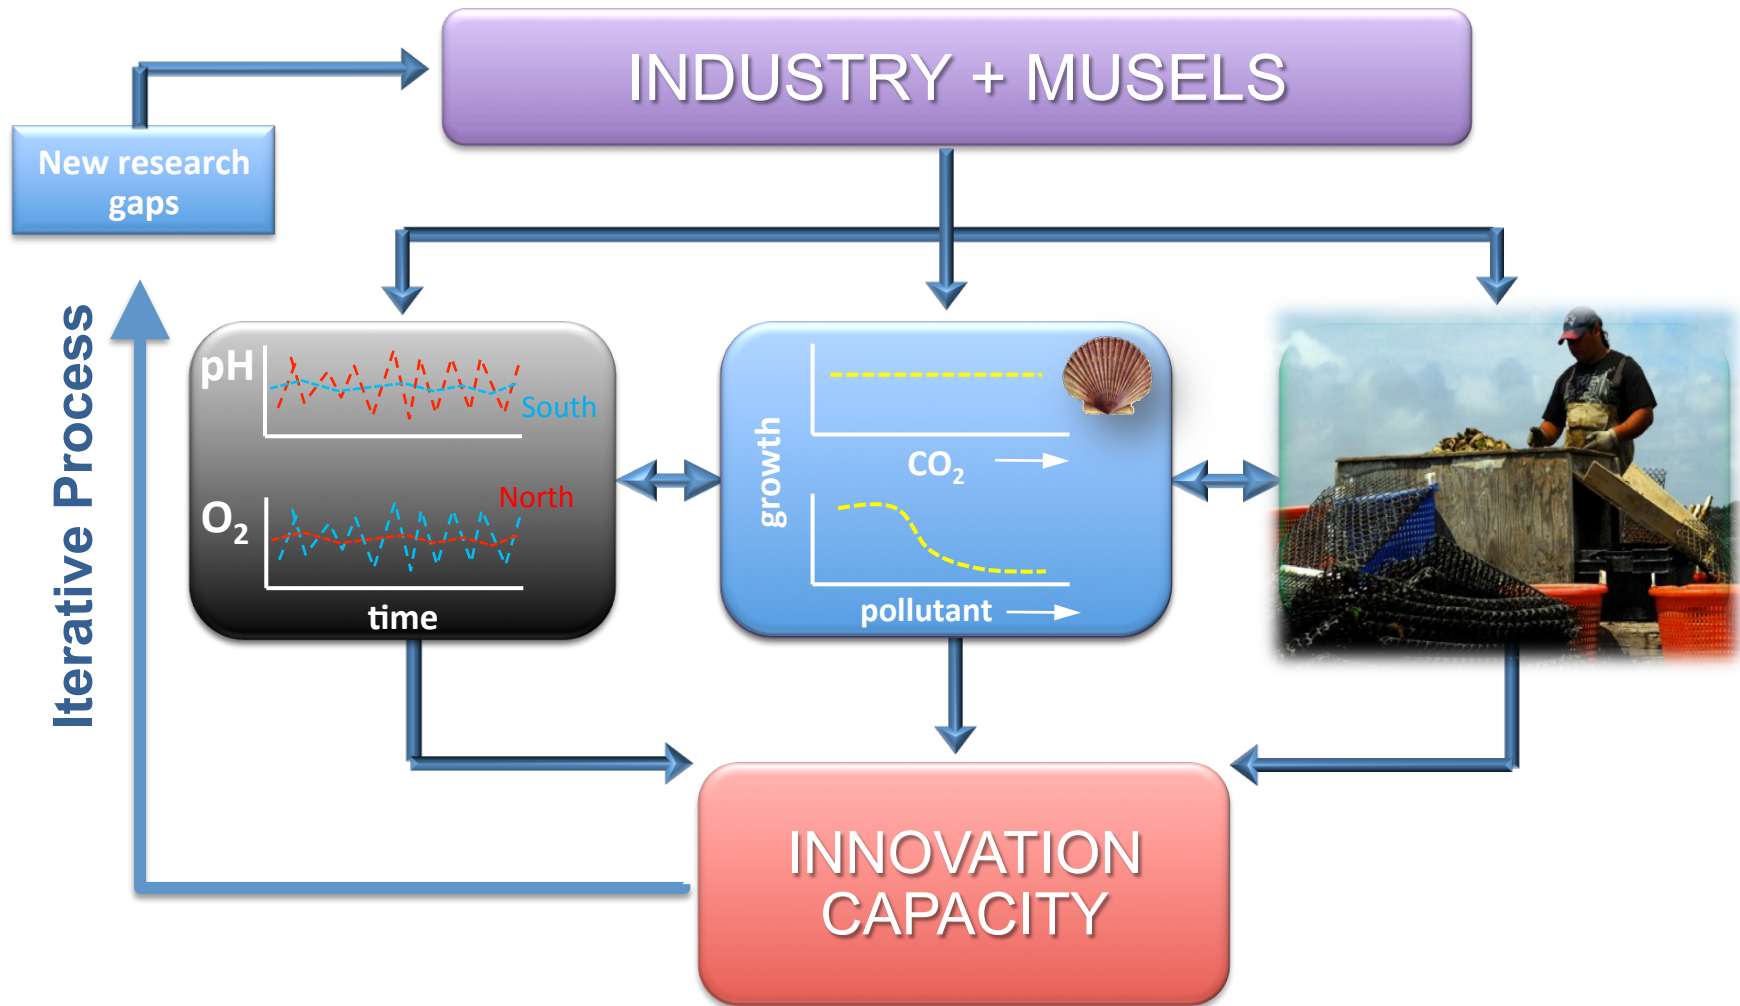 INDUSTRY + MUSELS
New research
gaps
Iterative Process
pH
South
O₂
North
time
growth
CO₂
pollutant
INNOVATION
CAPACITY